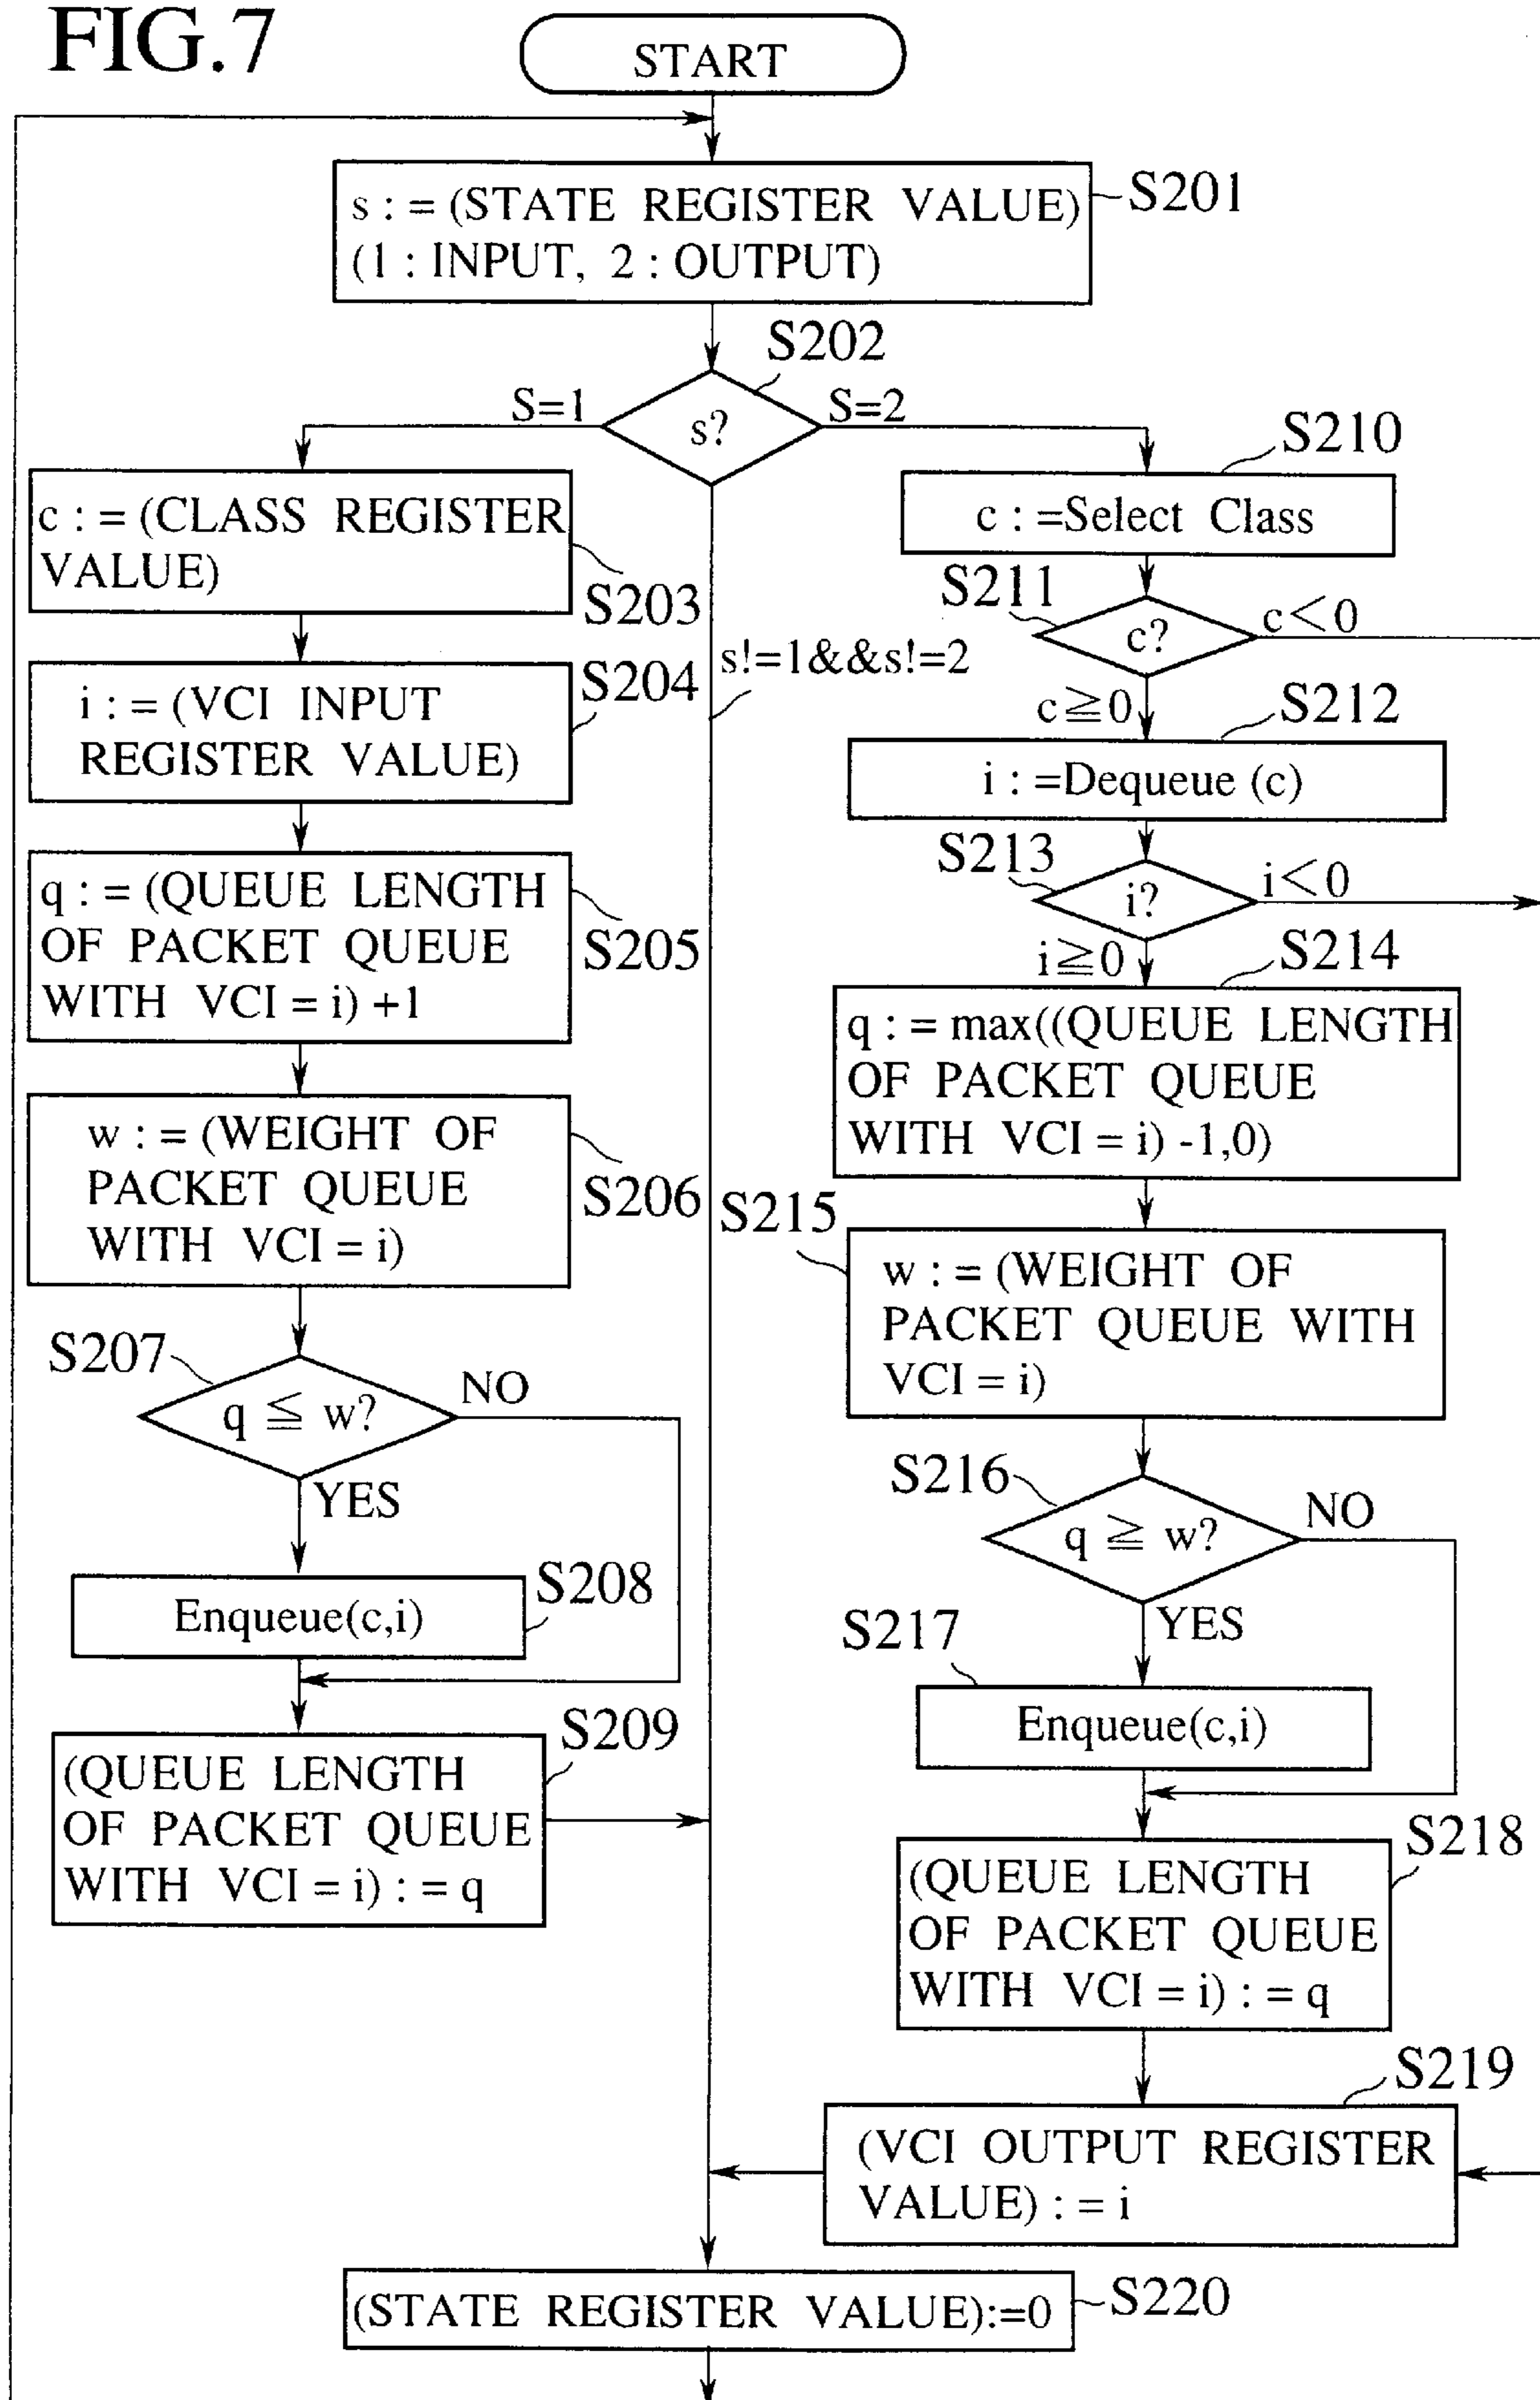 FIG.7
START
s : = (STATE REGISTER VALUE)
(1 : INPUT, 2 : OUTPUT)
S201
S202
s?
S=1
S=2
s!=1&&s!=2
c : = (CLASS REGISTER
VALUE)
S203
i : = (VCI INPUT
REGISTER VALUE)
S204
q : = (QUEUE LENGTH
OF PACKET QUEUE
WITH VCI = i) +1
S205
w : = (WEIGHT OF
PACKET QUEUE
WITH VCI = i)
S206
S207
q ≦ w?
NO
YES
Enqueue(c,i)
S208
(QUEUE LENGTH
OF PACKET QUEUE
WITH VCI = i) : = q
S209
S210
c : =Select Class
S211
c?
c<0
c≧0
S212
i : =Dequeue (c)
S213
i?
i<0
i≧0
S214
q : = max((QUEUE LENGTH
OF PACKET QUEUE
WITH VCI = i) -1,0)
S215
w : = (WEIGHT OF
PACKET QUEUE WITH
VCI = i)
S216
q ≧ w?
NO
YES
S217
Enqueue(c,i)
S218
(QUEUE LENGTH
OF PACKET QUEUE
WITH VCI = i) : = q
S219
(VCI OUTPUT REGISTER
VALUE) : = i
(STATE REGISTER VALUE):=0
S220